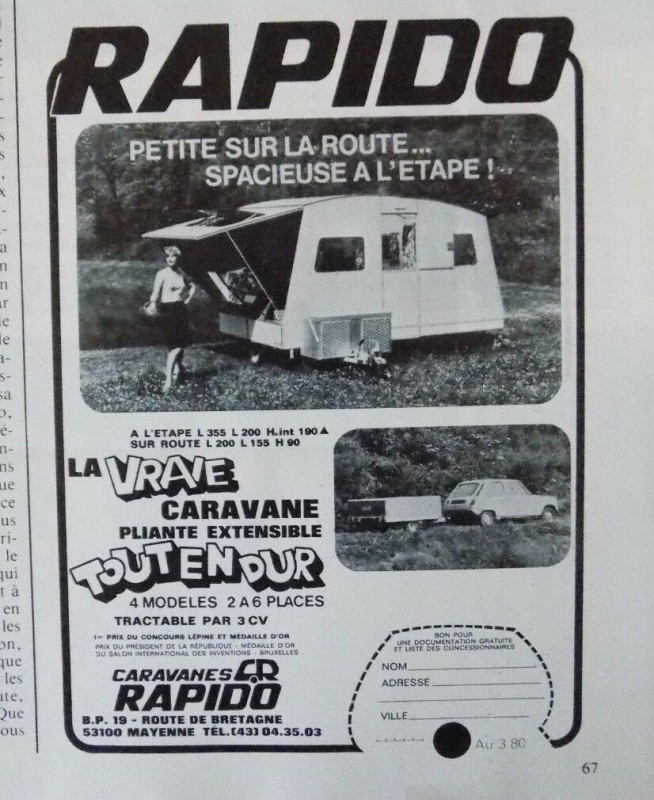 RAPIDO
PETITE SUR LA ROUTE...
SPACIEUSE A L'ETAPE !
A L'ETAPE L 355 L 200 H.int 190▲
SUR ROUTE L 200 L 155 H 90
LA VRAIE
CARAVANE
PLIANTE EXTENSIBLE
TOUT EN DUR
4 MODELES 2 A 6 PLACES
TRACTABLE PAR 3 CV
1er PRIX DU CONCOURS LÉPINE ET MÉDAILLE D'OR
PRIX DU PRÉSIDENT DE LA RÉPUBLIQUE - MÉDAILLE D'OR
DU SALON INTERNATIONAL DES INVENTIONS - BRUXELLES
CARAVANES CR
RAPIDO
B.P. 19 - ROUTE DE BRETAGNE
53100 MAYENNE TÉL. (43) 04.35.03
BON POUR
UNE DOCUMENTATION GRATUITE
ET LISTE DES CONCESSIONNAIRES
NOM
ADRESSE
VILLE
Au 3.80
67